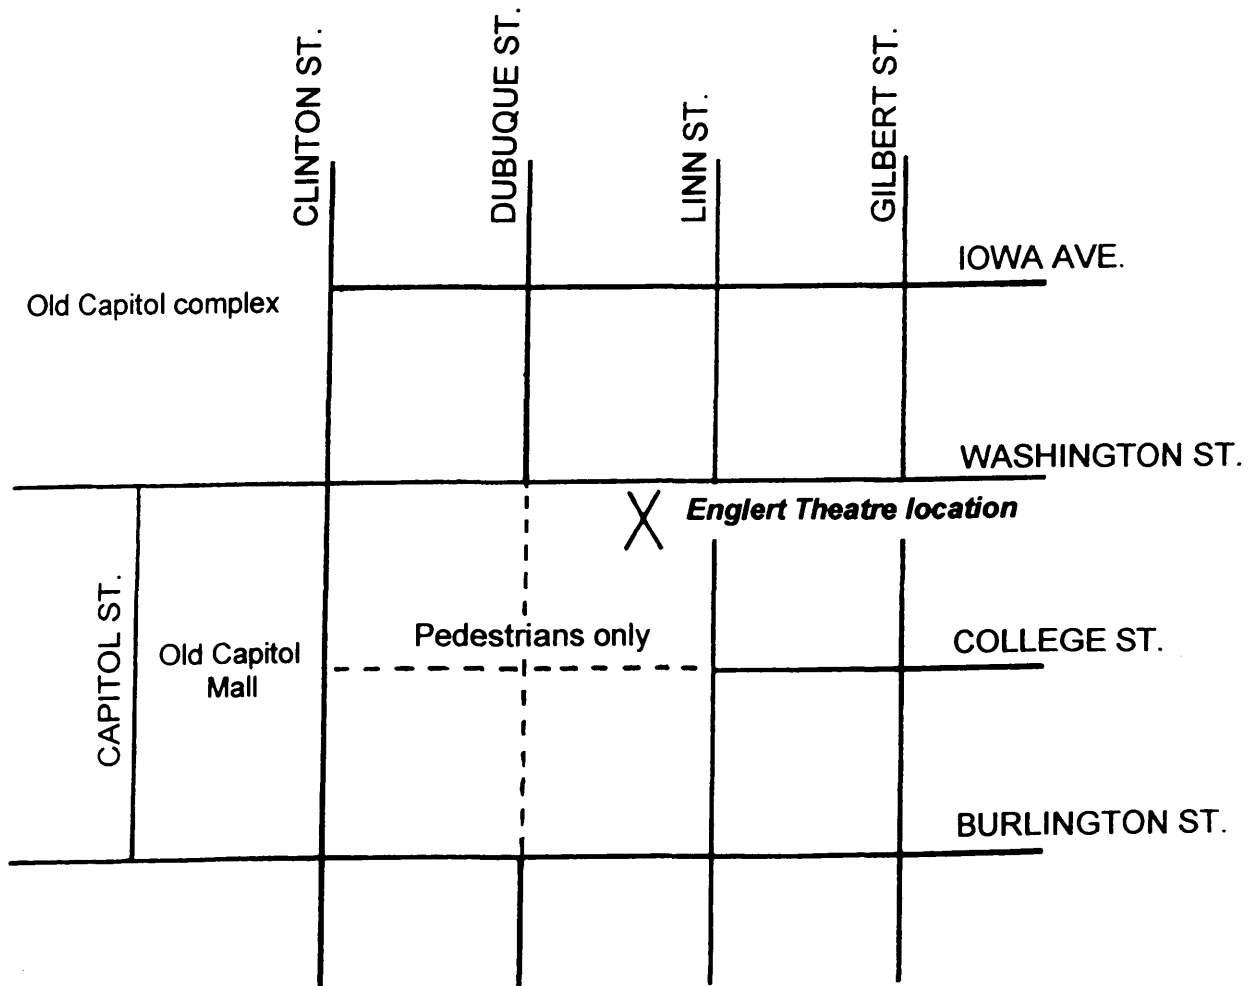 CLINTON ST.
DUBUQUE ST.
LINN ST.
GILBERT ST.
IOWA AVE.
Old Capitol complex
WASHINGTON ST.
X
Englert Theatre location
CAPITOL ST.
Pedestrians only
Old Capitol
Mall
COLLEGE ST.
BURLINGTON ST.